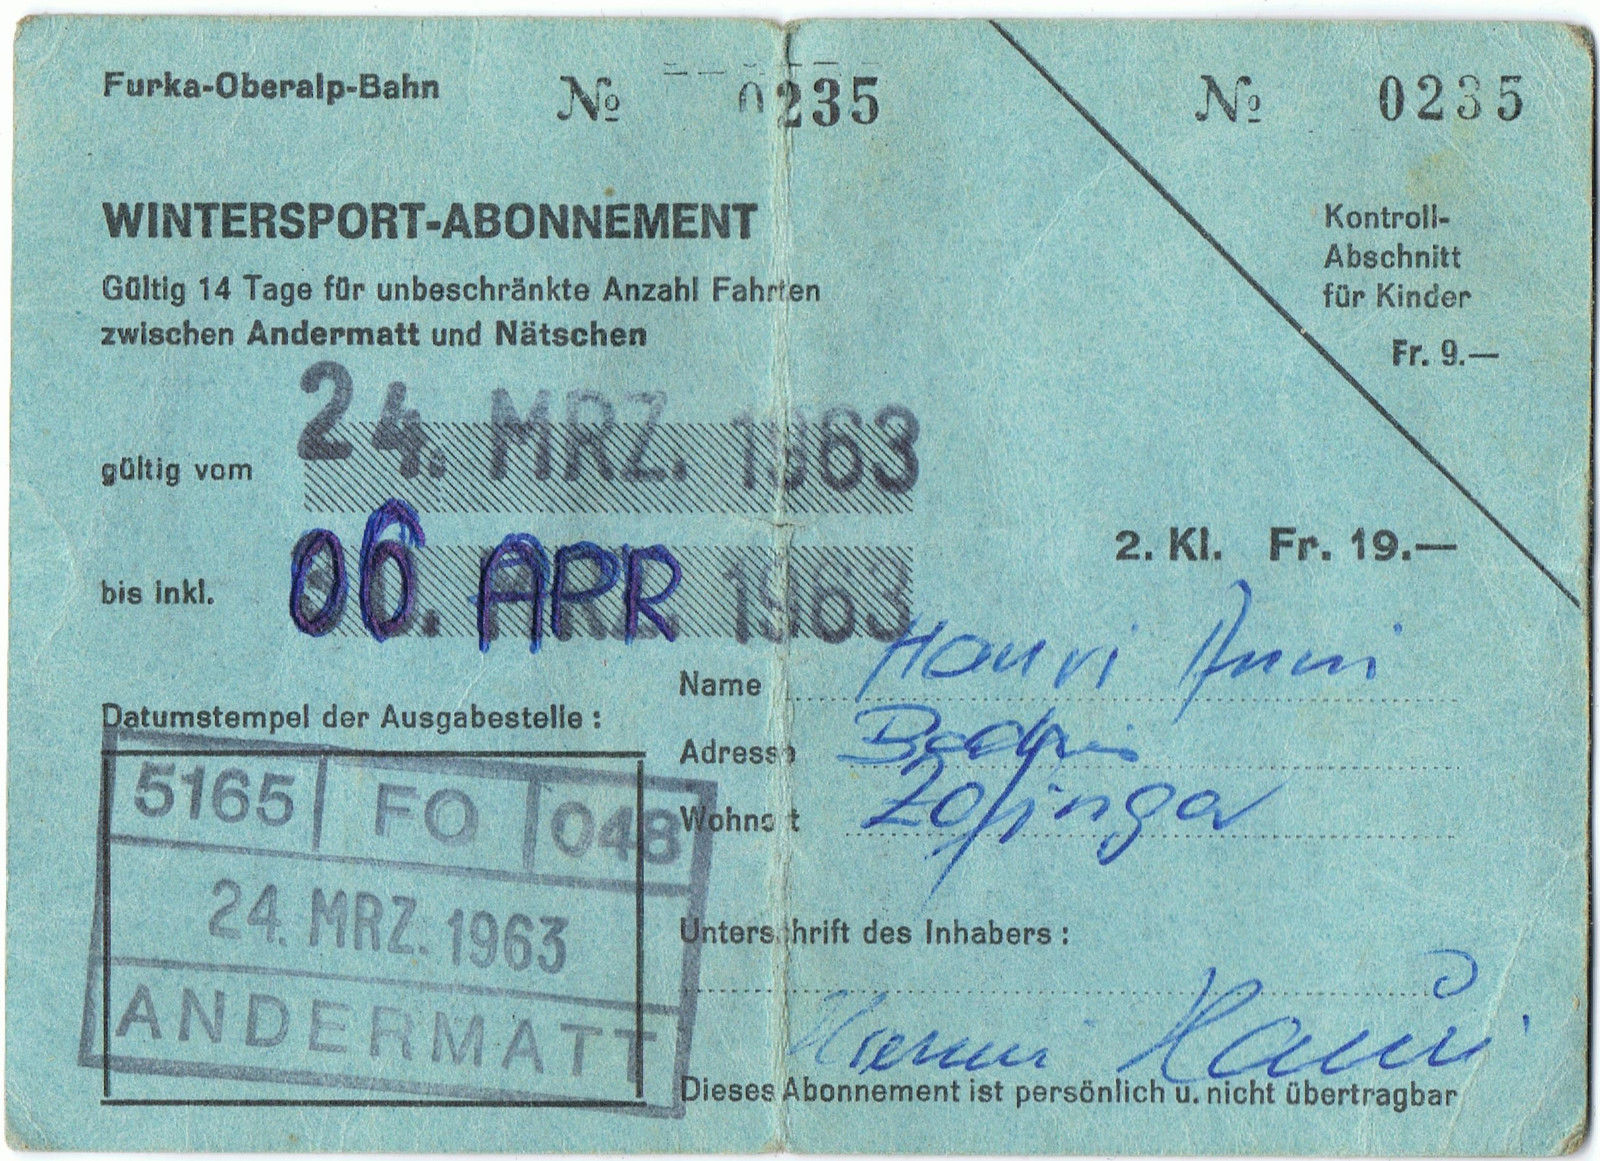 Furka-Oberalp-Bahn № 0235 № 0235
WINTERSPORT-ABONNEMENT
Gültig 14 Tage für unbeschränkte Anzahl Fahrten
zwischen Andermatt und Nätschen
Kontroll-
Abschnitt
für Kinder
Fr. 9.—
gültig vom 24. MRZ. 1963
bis inkl. 06. APR 1963
2. Kl. Fr. 19.—
Name Hauri
Adresse
Wohnort Zofingen
Datumstempel der Ausgabestelle :
5165 FO 048
24. MRZ. 1963
ANDERMATT
Unterschrift des Inhabers :
Hauri
Dieses Abonnement ist persönlich u. nicht übertragbar